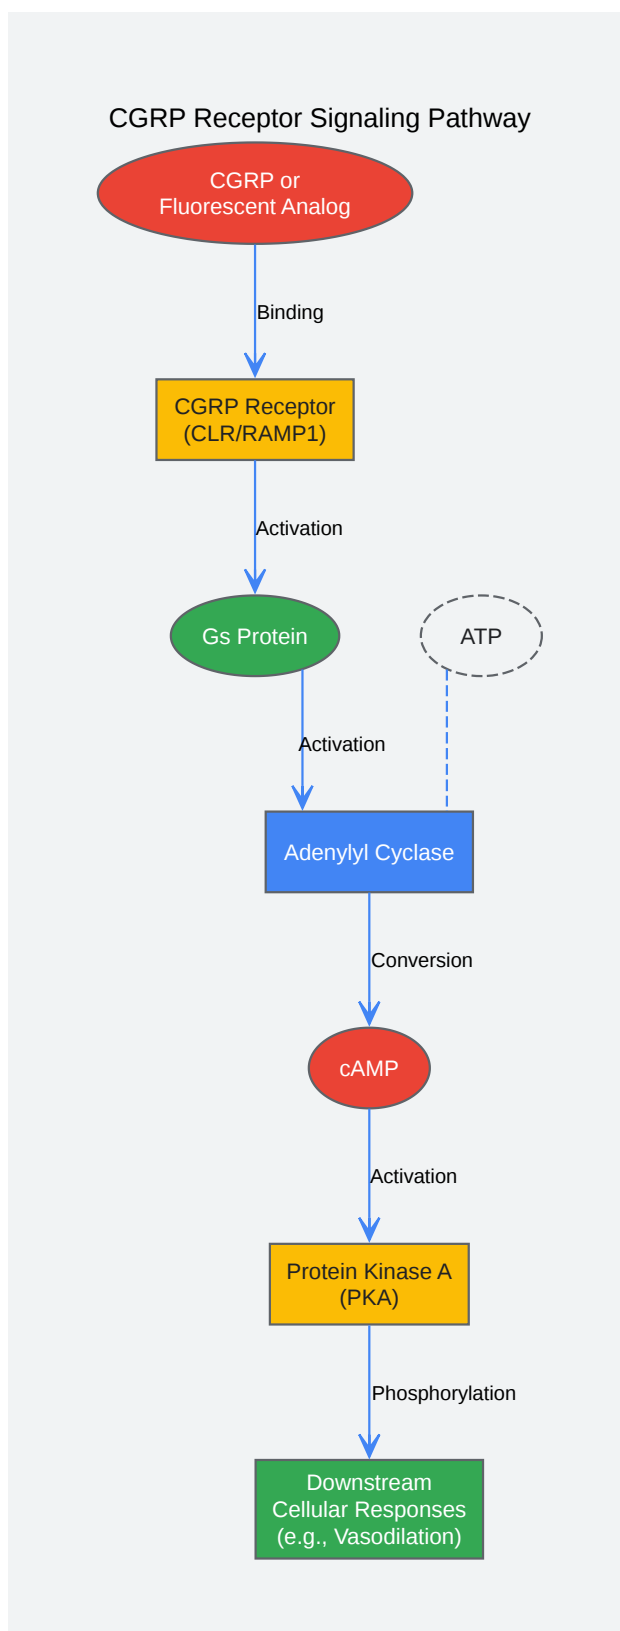 CGRP Receptor Signaling Pathway
CGRP or
Fluorescent Analog
Binding
CGRP Receptor
(CLR/RAMP1)
Activation
Gs Protein
ATP
Activation
Adenylyl Cyclase
Conversion
cAMP
Activation
Protein Kinase A
(PKA)
Phosphorylation
Downstream
Cellular Responses
(e.g., Vasodilation)